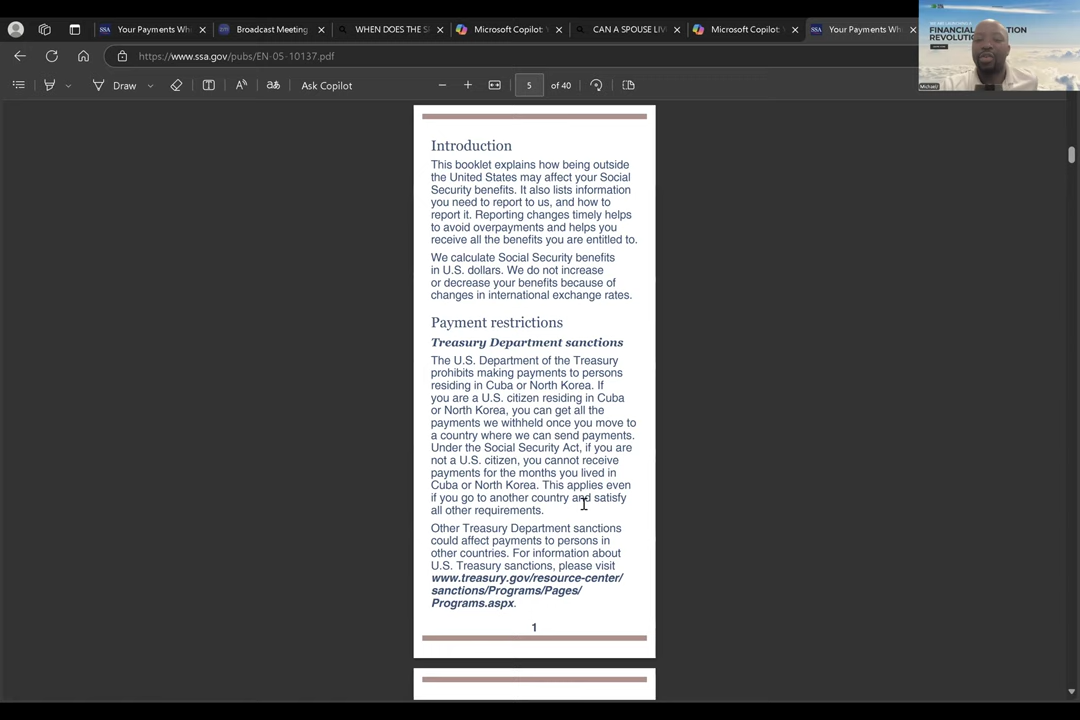 Your Payments Wh
Broadcast Meeting
WHEN DOES THE S
Microsoft Copilot: Y
CAN A SPOUSE LIV
Microsoft Copilot: Y
Your Payments Wh
https://www.ssa.gov/pubs/EN-05-10137.pdf
Draw
Ask Copilot
5
of 40
FINANCIAL
REVOLUTION
Michael
Introduction
This booklet explains how being outside
the United States may affect your Social
Security benefits. It also lists information
you need to report to us, and how to
report it. Reporting changes timely helps
to avoid overpayments and helps you
receive all the benefits you are entitled to.
We calculate Social Security benefits
in U.S. dollars. We do not increase
or decrease your benefits because of
changes in international exchange rates.
Payment restrictions
Treasury Department sanctions
The U.S. Department of the Treasury
prohibits making payments to persons
residing in Cuba or North Korea. If
you are a U.S. citizen residing in Cuba
or North Korea, you can get all the
payments we withheld once you move to
a country where we can send payments.
Under the Social Security Act, if you are
not a U.S. citizen, you cannot receive
payments for the months you lived in
Cuba or North Korea. This applies even
if you go to another country and satisfy
all other requirements.
Other Treasury Department sanctions
could affect payments to persons in
other countries. For information about
U.S. Treasury sanctions, please visit
www.treasury.gov/resource-center/
sanctions/Programs/Pages/
Programs.aspx.
1